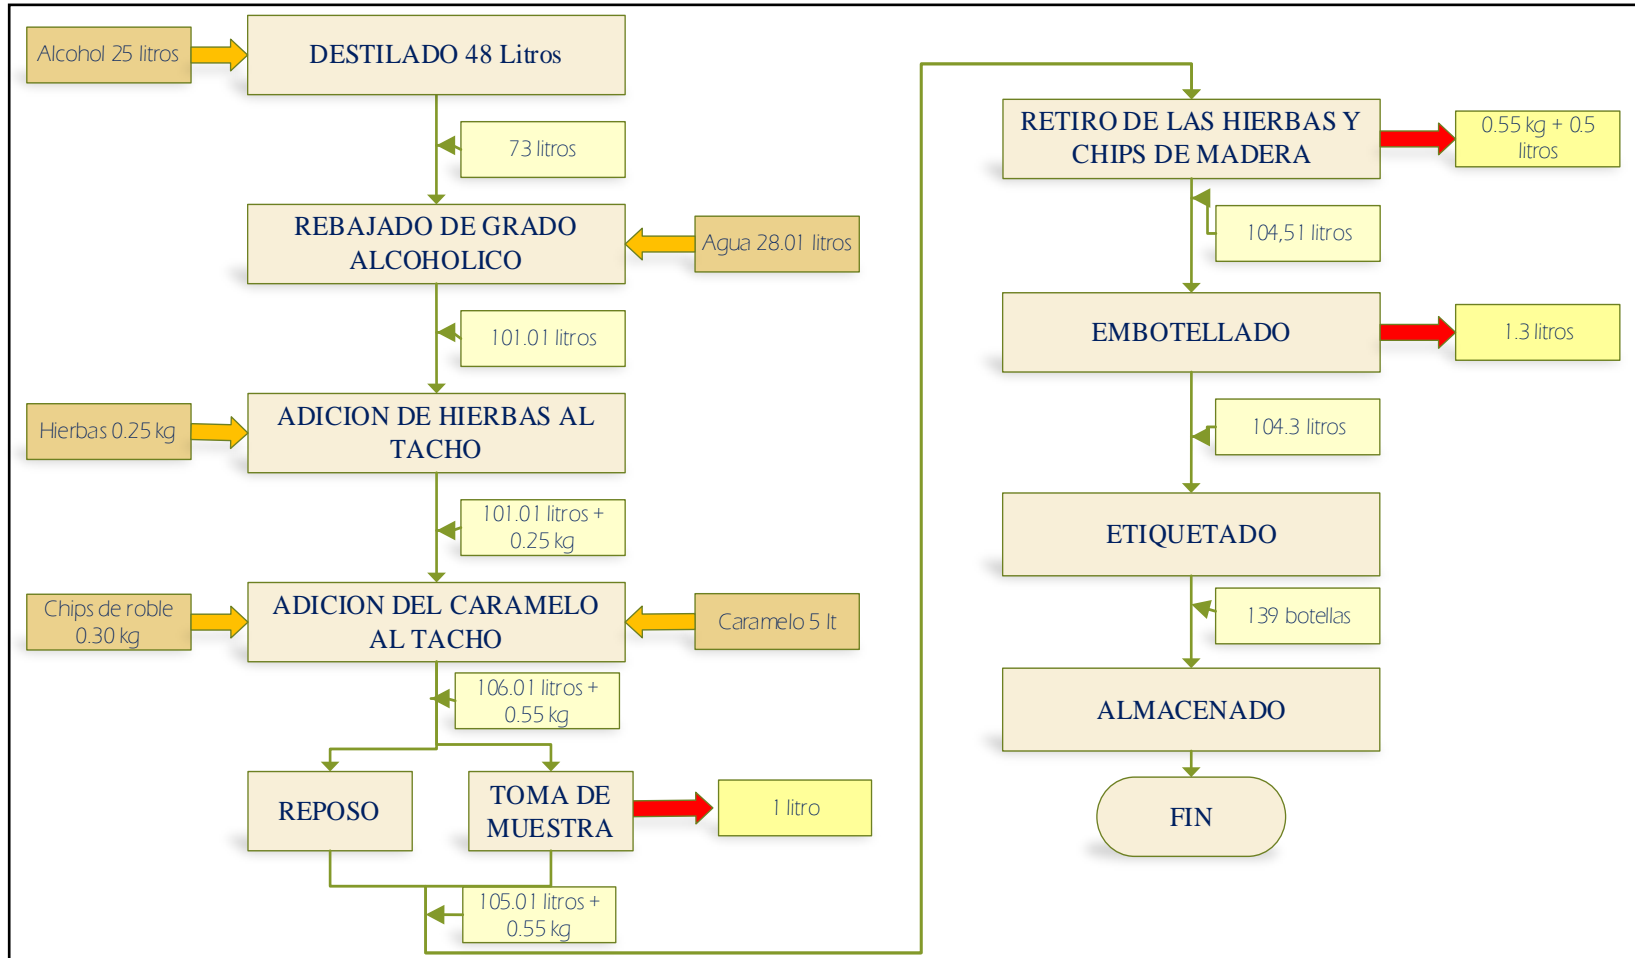 Alcohol 25 litros
DESTILADO 48 Litros
73 litros
REBAJADO DE GRADO
ALCOHOLICO
Agua 28.01 litros
101.01 litros
Hierbas 0.25 kg
ADICION DE HIERBAS AL
TACHO
101.01 litros +
0.25 kg
Chips de roble
0.30 kg
ADICION DEL CARAMELO
AL TACHO
Caramelo 5 lt
106.01 litros +
0.55 kg
REPOSO
TOMA DE
MUESTRA
1 litro
105.01 litros +
0.55 kg
RETIRO DE LAS HIERBAS Y
CHIPS DE MADERA
0.55 kg + 0.5
litros
104,51 litros
EMBOTELLADO
1.3 litros
104.3 litros
ETIQUETADO
139 botellas
ALMACENADO
FIN